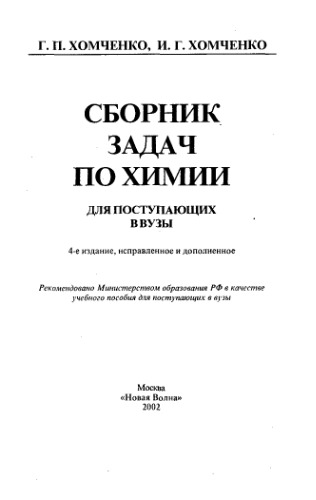 Г. П. ХОМЧЕНКО, И. Г. ХОМЧЕНКО
СБОРНИК
ЗАДАЧ
ПО ХИМИИ
ДЛЯ ПОСТУПАЮЩИХ
В ВУЗЫ
4-е издание, исправленное и дополненное
Рекомендовано Министерством образования РФ в качестве
учебного пособия для поступающих в вузы
Москва
«Новая Волна»
2002